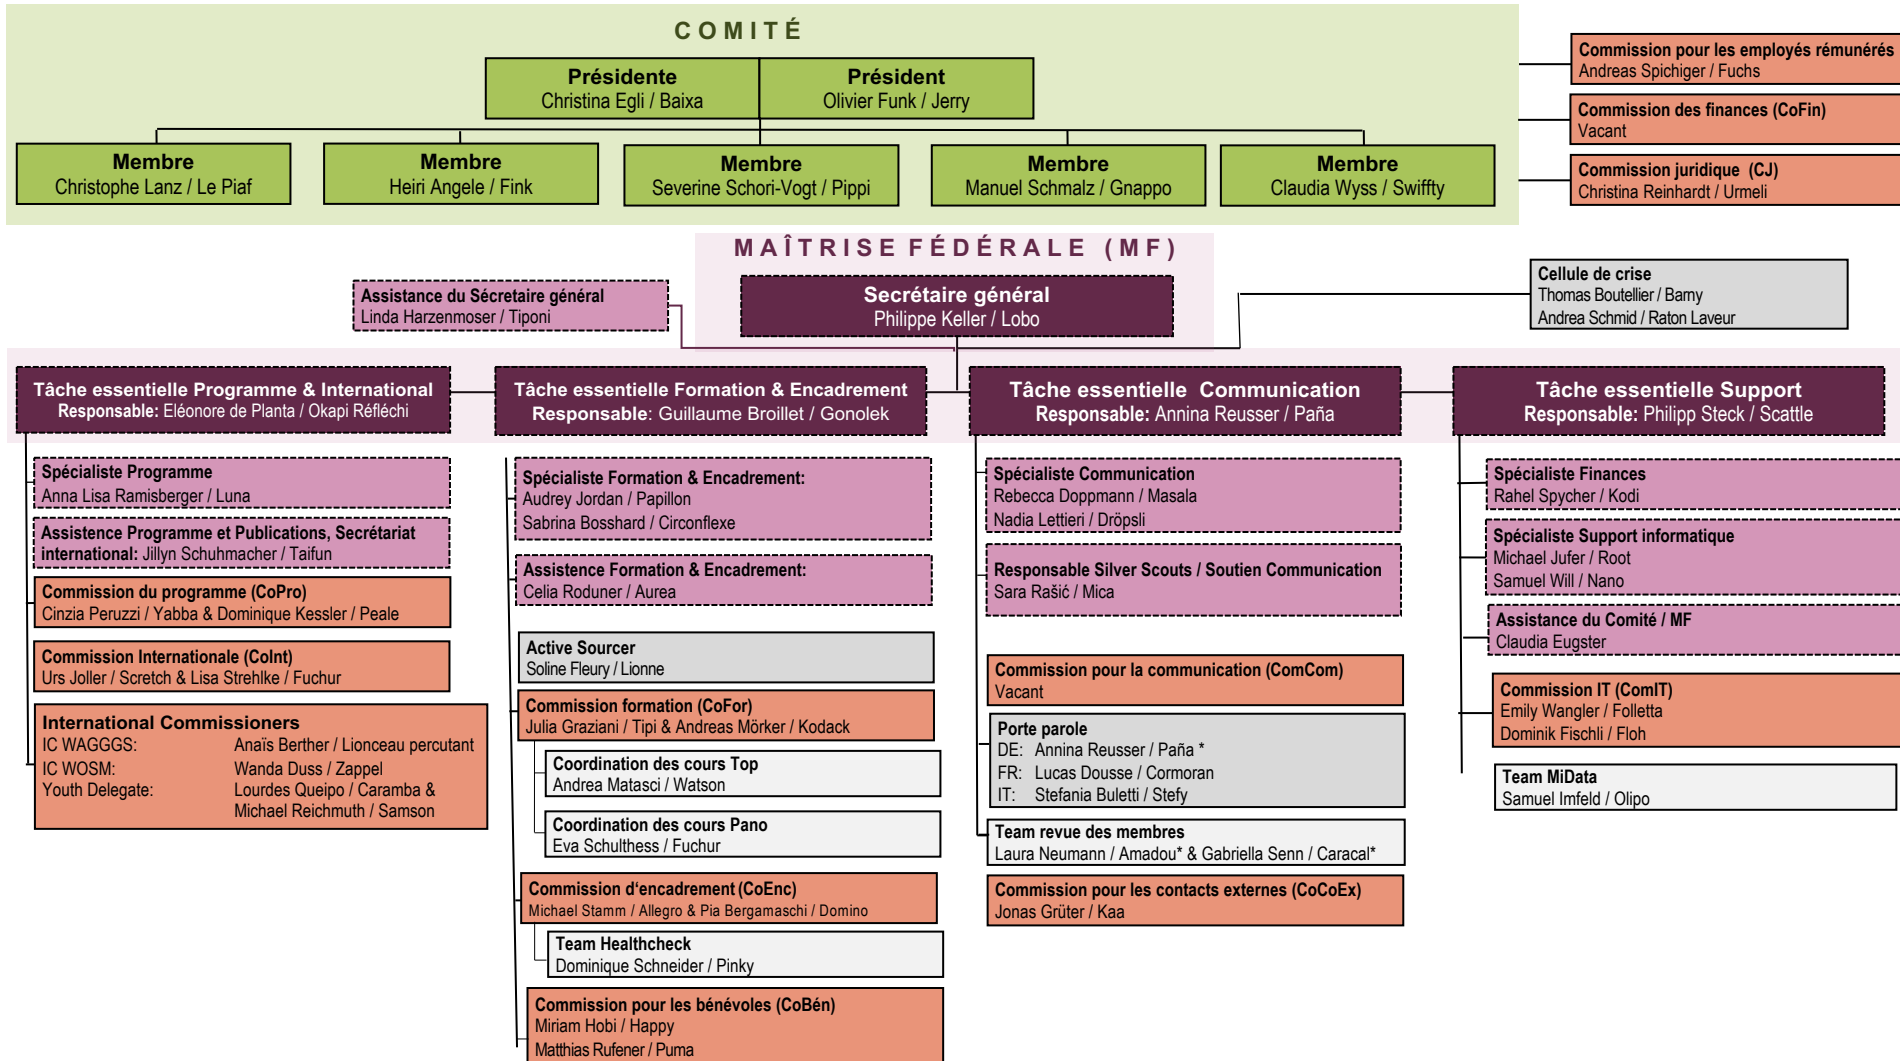 COMITÉ
Présidente
Christina Egli / Baixa
Président
Olivier Funk / Jerry
Membre
Christophe Lanz / Le Piaf
Membre
Heiri Angele / Fink
Membre
Severine Schori-Vogt / Pippi
Membre
Manuel Schmalz / Gnappo
Membre
Claudia Wyss / Swiffty
Commission pour les employés rémunérés
Andreas Spichiger / Fuchs
Commission des finances (CoFin)
Vacant
Commission juridique (CJ)
Christina Reinhardt / Urmeli
MAÎTRISE FÉDÉRALE (MF)
Secrétaire général
Philippe Keller / Lobo
Assistance du Sécretaire général
Linda Harzenmoser / Tiponi
Cellule de crise
Thomas Boutellier / Barny
Andrea Schmid / Raton Laveur
Tâche essentielle Programme & International
Responsable: Eléonore de Planta / Okapi Réfléchi
Spécialiste Programme
Anna Lisa Ramisberger / Luna
Assistence Programme et Publications, Secrétariat
international: Jillyn Schuhmacher / Taifun
Commission du programme (CoPro)
Cinzia Peruzzi / Yabba & Dominique Kessler / Peale
Commission Internationale (CoInt)
Urs Joller / Scretch & Lisa Strehlke / Fuchur
International Commissioners
IC WAGGGS: Anaïs Berther / Lionceau percutant
IC WOSM: Wanda Duss / Zappel
Youth Delegate: Lourdes Queipo / Caramba &
Michael Reichmuth / Samson
Tâche essentielle Formation & Encadrement
Responsable: Guillaume Broillet / Gonolek
Spécialiste Formation & Encadrement:
Audrey Jordan / Papillon
Sabrina Bosshard / Circonflexe
Assistence Formation & Encadrement:
Celia Roduner / Aurea
Active Sourcer
Soline Fleury / Lionne
Commission formation (CoFor)
Julia Graziani / Tipi & Andreas Mörker / Kodack
Coordination des cours Top
Andrea Matasci / Watson
Coordination des cours Pano
Eva Schulthess / Fuchur
Commission d'encadrement (CoEnc)
Michael Stamm / Allegro & Pia Bergamaschi / Domino
Team Healthcheck
Dominique Schneider / Pinky
Commission pour les bénévoles (CoBén)
Miriam Hobi / Happy
Matthias Rufener / Puma
Tâche essentielle Communication
Responsable: Annina Reusser / Paña
Spécialiste Communication
Rebecca Doppmann / Masala
Nadia Lettieri / Dröpsli
Responsable Silver Scouts / Soutien Communication
Sara Rašić / Mica
Commission pour la communication (ComCom)
Vacant
Porte parole
DE: Annina Reusser / Paña *
FR: Lucas Dousse / Cormoran
IT: Stefania Buletti / Stefy
Team revue des membres
Laura Neumann / Amadou* & Gabriella Senn / Caracal*
Commission pour les contacts externes (CoCoEx)
Jonas Grüter / Kaa
Tâche essentielle Support
Responsable: Philipp Steck / Scattle
Spécialiste Finances
Rahel Spycher / Kodi
Spécialiste Support informatique
Michael Jufer / Root
Samuel Will / Nano
Assistance du Comité / MF
Claudia Eugster
Commission IT (ComIT)
Emily Wangler / Folletta
Dominik Fischli / Floh
Team MiData
Samuel Imfeld / Olipo